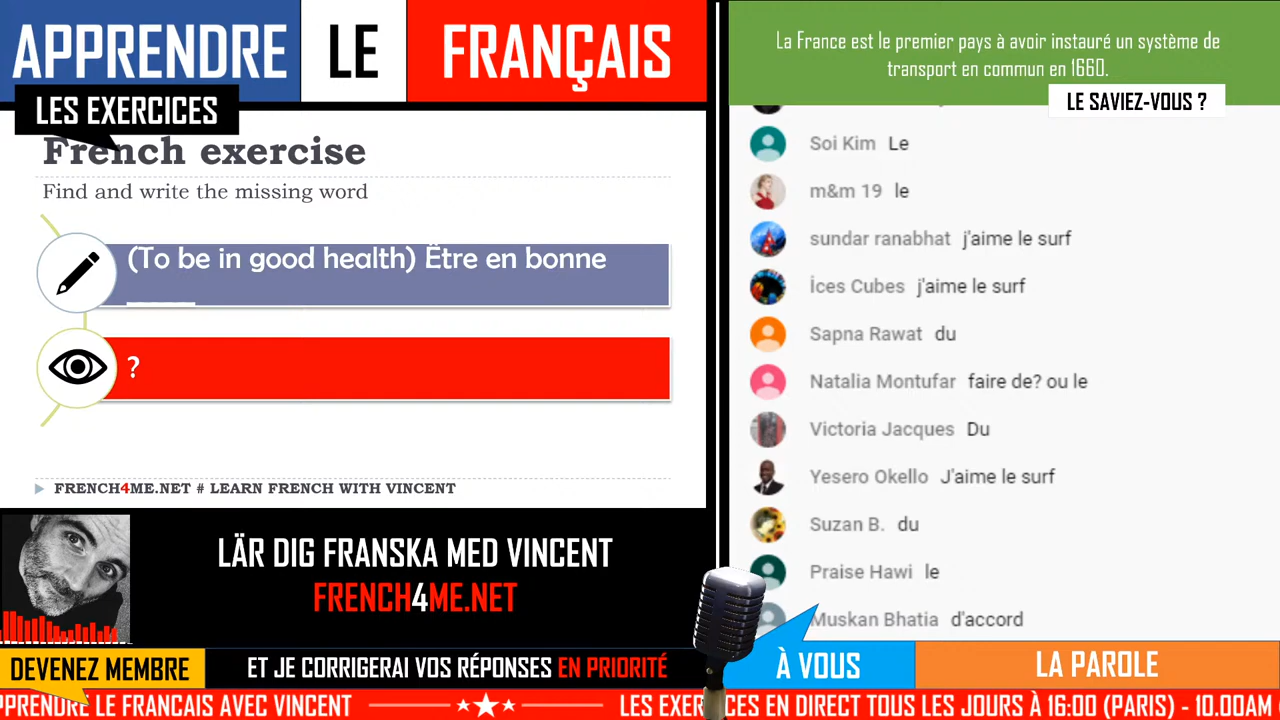 APPRENDRE LE FRANÇAIS
LES EXERCICES
French exercise
Find and write the missing word
(To be in good health) Être en bonne
_____
?
FRENCH4ME.NET # LEARN FRENCH WITH VINCENT
LÄR DIG FRANSKA MED VINCENT
FRENCH4ME.NET
DEVENEZ MEMBRE
ET JE CORRIGERAI VOS RÉPONSES EN PRIORITÉ
La France est le premier pays à avoir instauré un système de
transport en commun en 1660.
LE SAVIEZ-VOUS ?
Soi Kim Le
m&m 19 le
sundar ranabhat j'aime le surf
İces Cubes j'aime le surf
Sapna Rawat du
Natalia Montufar faire de? ou le
Victoria Jacques Du
Yesero Okello J'aime le surf
Suzan B. du
Praise Hawi le
Muskan Bhatia d'accord
À VOUS
LA PAROLE
PRENDRE LE FRANCAIS AVEC VINCENT LES EXERCICES EN DIRECT TOUS LES JOURS À 16:00 (PARIS) - 10.00AM